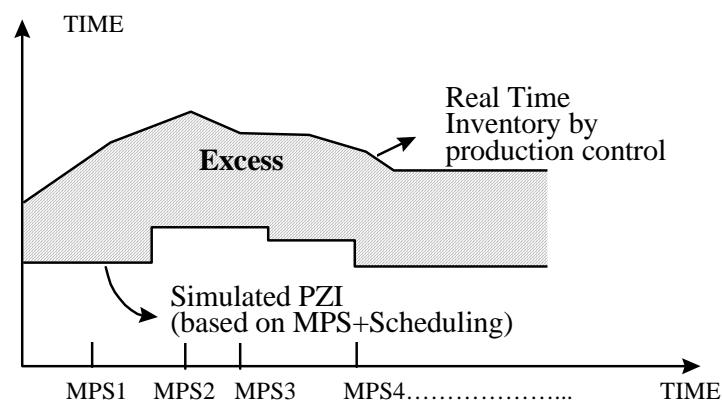 TIME
Real Time
Inventory by
production control
Excess
Simulated PZI
(based on MPS+Scheduling)
MPS1 MPS2 MPS3 MPS4..................... TIME